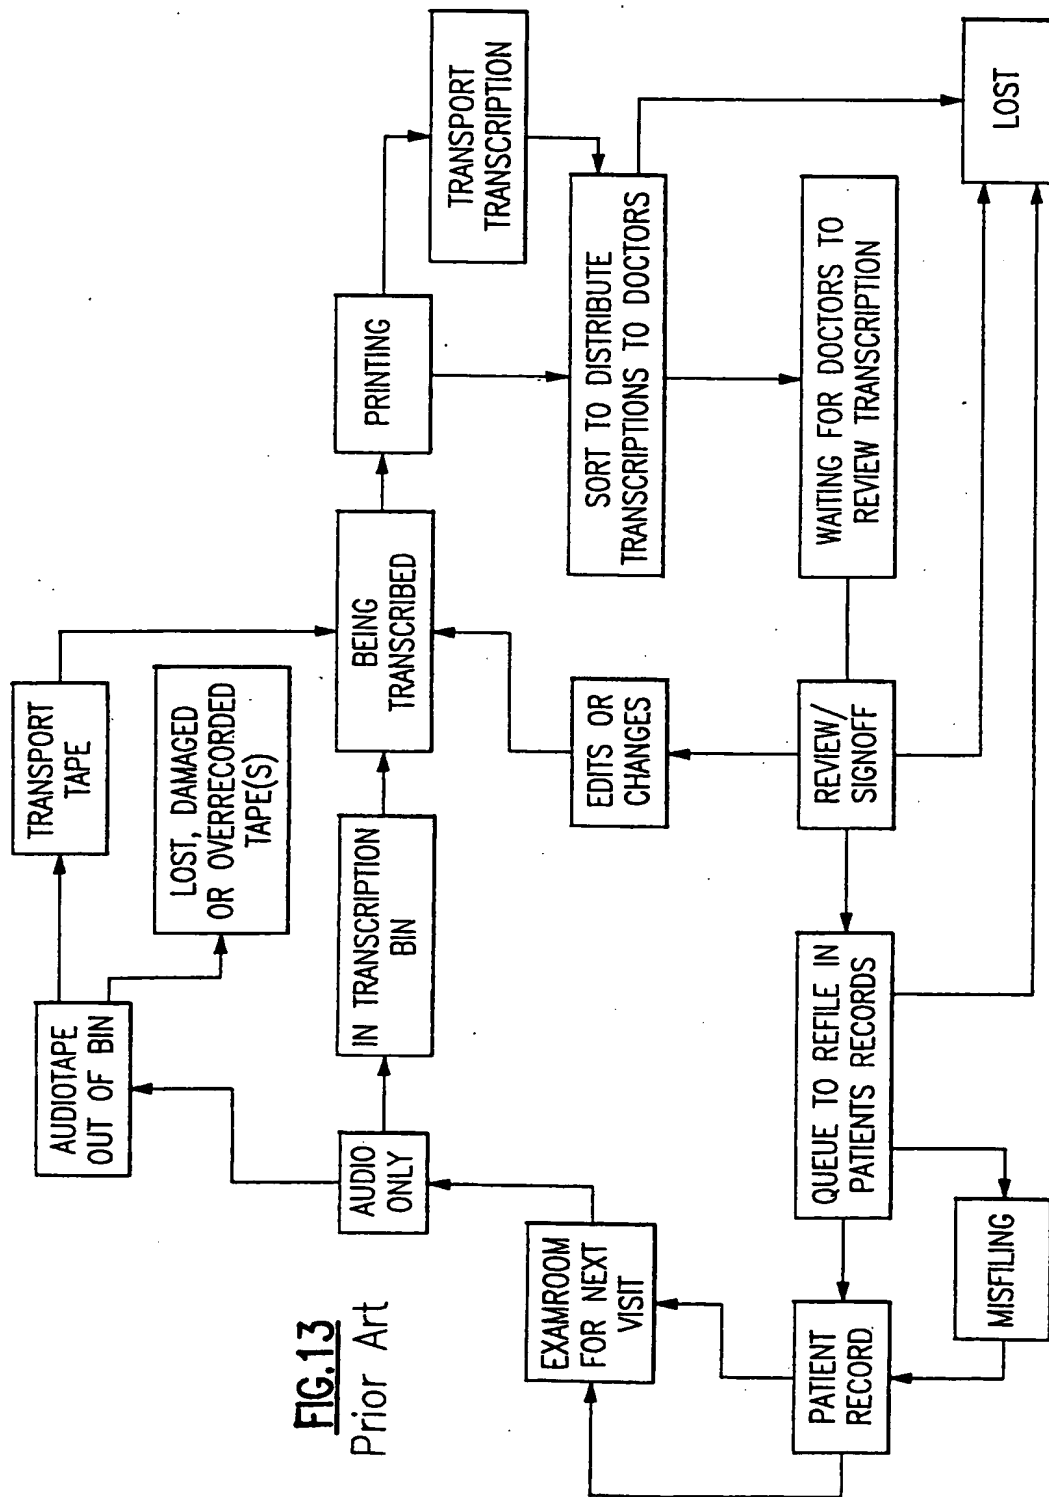 TRANSPORT
TAPE
AUDIOTAPE
OUT OF BIN
LOST, DAMAGED
OR OVERRECORDED
TAPE(S)
AUDIO
ONLY
IN TRANSCRIPTION
BIN
BEING
TRANSCRIBED
PRINTING
TRANSPORT
TRANSCRIPTION
FIG.13
Prior Art
EXAMROOM
FOR NEXT
VISIT
EDITS OR
CHANGES
SORT TO DISTRIBUTE
TRANSCRIPTIONS TO DOCTORS
PATIENT
RECORD
QUEUE TO REFILE IN
PATIENTS RECORDS
REVIEW/
SIGNOFF
WAITING FOR DOCTORS TO
REVIEW TRANSCRIPTION
MISFILING
LOST